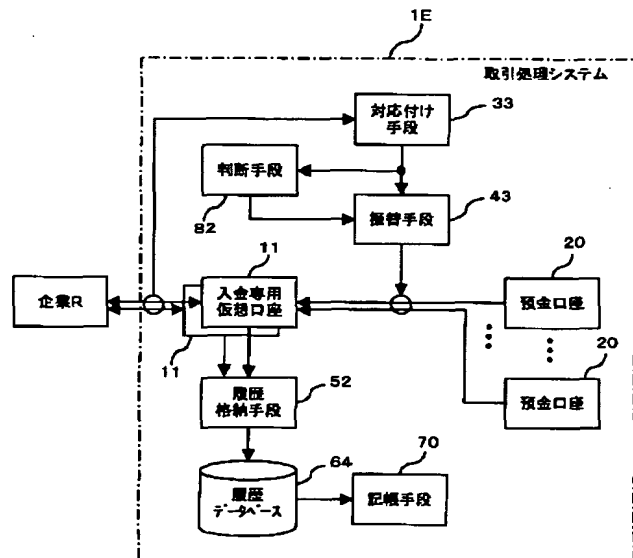 1E
取引処理システム
対応付け
手段
33
判断手段
82
振替手段
43
企業R
11
入金専用
仮想口座
11
20
預金口座
20
預金口座
履歴
格納手段
52
履歴
データベース
64
70
記帳手段